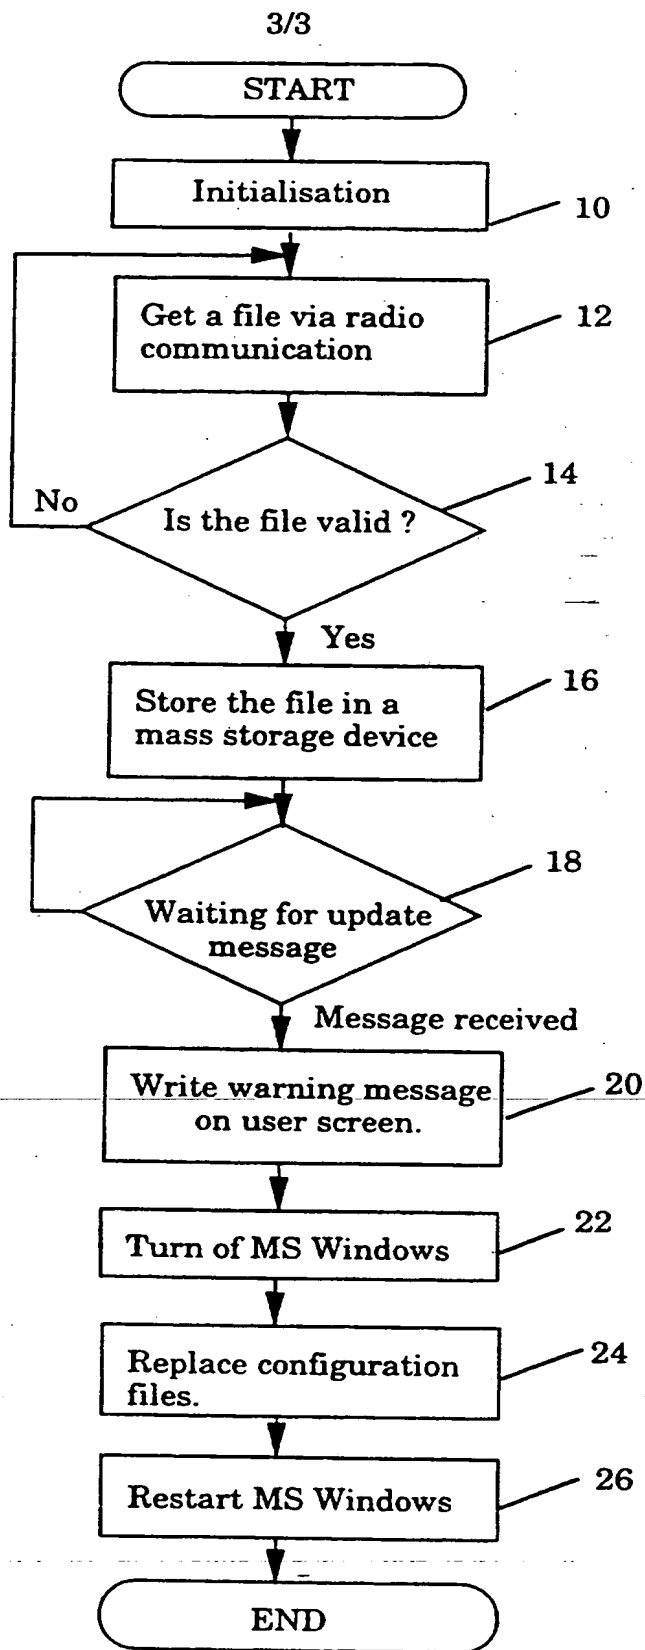 3/3
START
Initialisation
10
Get a file via radio
communication
12
Is the file valid ?
14
No
Yes
Store the file in a
mass storage device
16
Waiting for update
message
18
Message received
Write warning message
on user screen.
20
Turn of MS Windows
22
Replace configuration
files.
24
Restart MS Windows
26
END